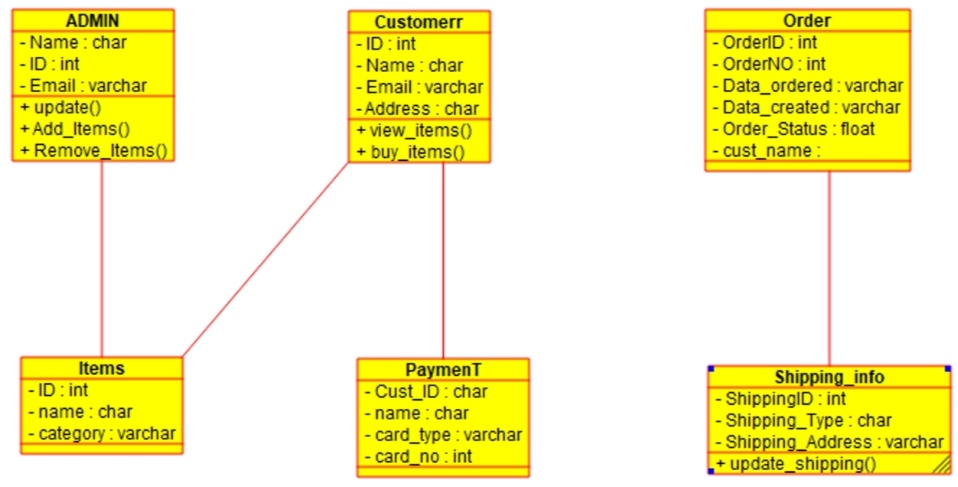 ADMIN
- Name : char
- ID : int
- Email : varchar
+ update()
+ Add_Items()
+ Remove_Items()
Customerr
- ID : int
- Name : char
- Email : varchar
- Address : char
+ view_items()
+ buy_items()
Order
- OrderID : int
- OrderNO : int
- Data_ordered : varchar
- Data_created : varchar
- Order_Status : float
- cust_name :
Items
- ID : int
- name : char
- category : varchar
PaymenT
- Cust_ID : char
- name : char
- card_type : varchar
- card_no : int
Shipping_info
- ShippingID : int
- Shipping_Type : char
- Shipping_Address : varchar
+ update_shipping()